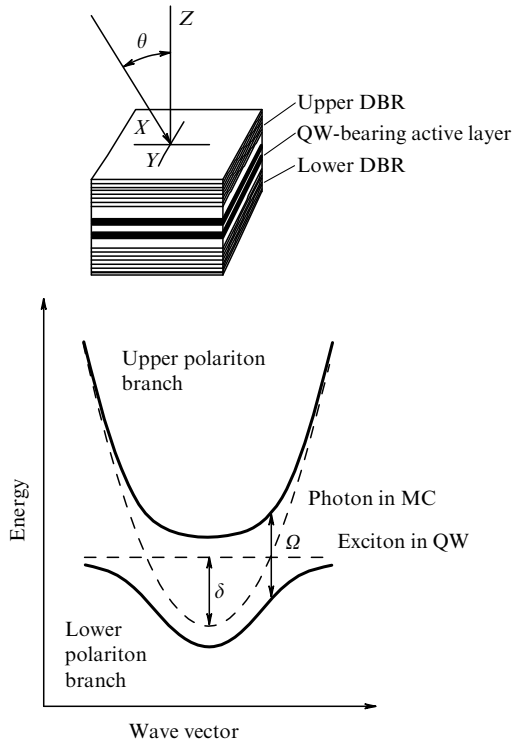 Z
θ
Upper DBR
X
QW-bearing active layer
Y
Lower DBR
Upper polariton
branch
Photon in MC
Energy
Ω
Exciton in QW
δ
Lower
polariton
branch
Wave vector